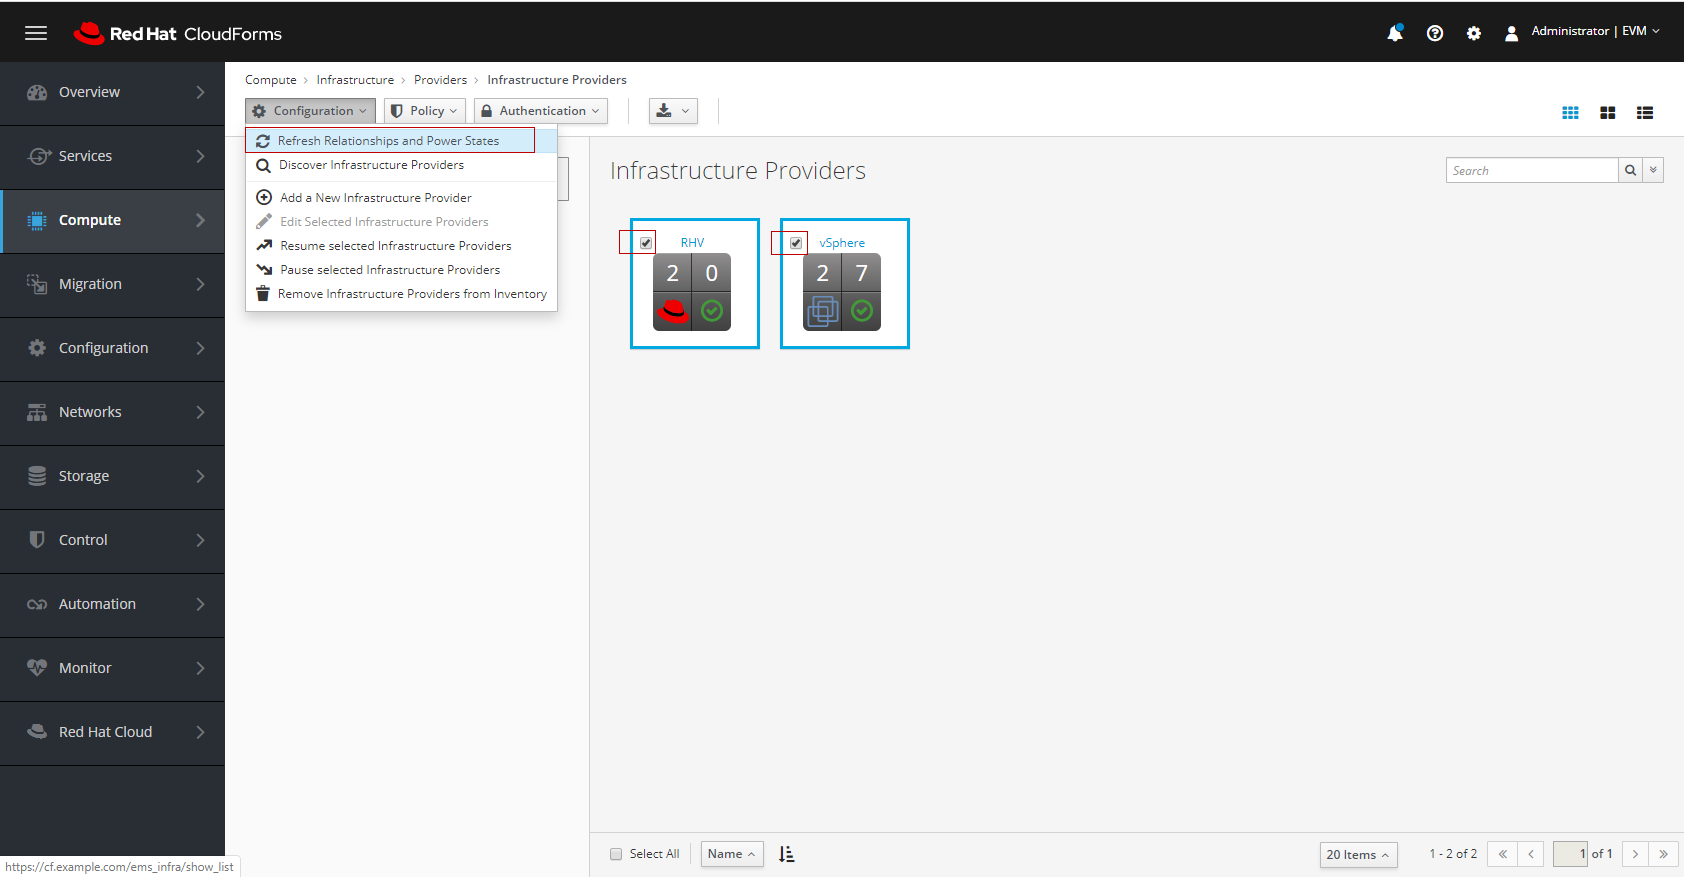 Red Hat CloudForms
Administrator | EVM
Overview
Services
Compute
Migration
Configuration
Networks
Storage
Control
Automation
Monitor
Red Hat Cloud
Compute > Infrastructure > Providers > Infrastructure Providers
Configuration
Policy
Authentication
Refresh Relationships and Power States
Discover Infrastructure Providers
Add a New Infrastructure Provider
Edit Selected Infrastructure Providers
Resume selected Infrastructure Providers
Pause selected Infrastructure Providers
Remove Infrastructure Providers from Inventory
Infrastructure Providers
Search
RHV
2 0
vSphere
2 7
Select All
Name
20 Items
1 - 2 of 2
1 of 1
https://cf.example.com/ems_infra/show_list